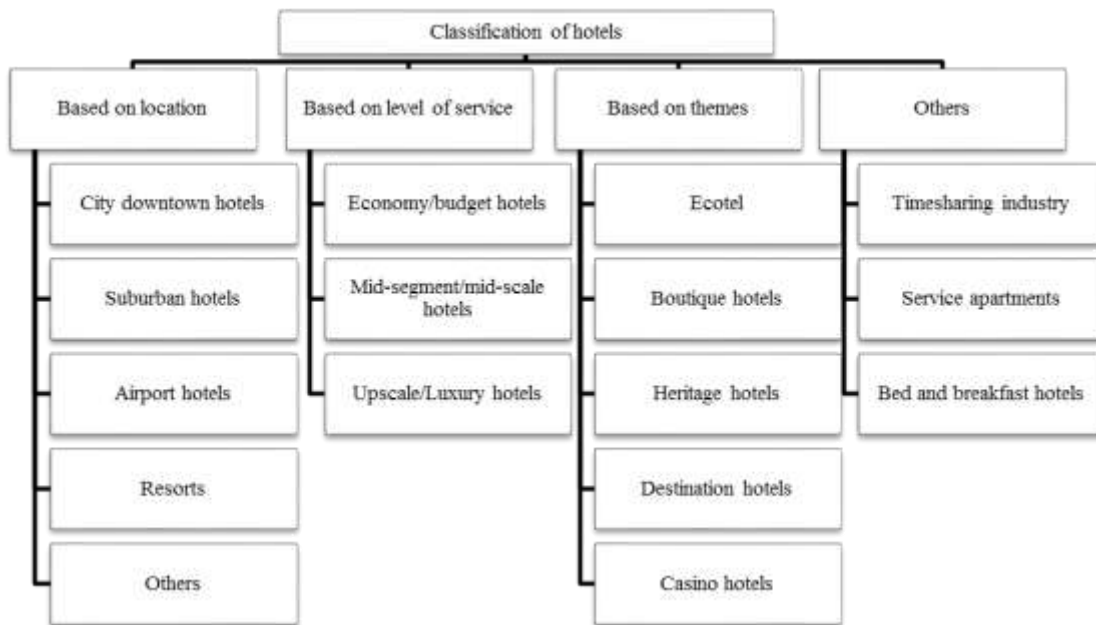 Classification of hotels
Based on location
Based on level of service
Based on themes
Others
City downtown hotels
Economy/budget hotels
Ecotel
Timesharing industry
Suburban hotels
Mid-segment/mid-scale
hotels
Boutique hotels
Service apartments
Airport hotels
Upscale/Luxury hotels
Heritage hotels
Bed and breakfast hotels
Resorts
Destination hotels
Others
Casino hotels